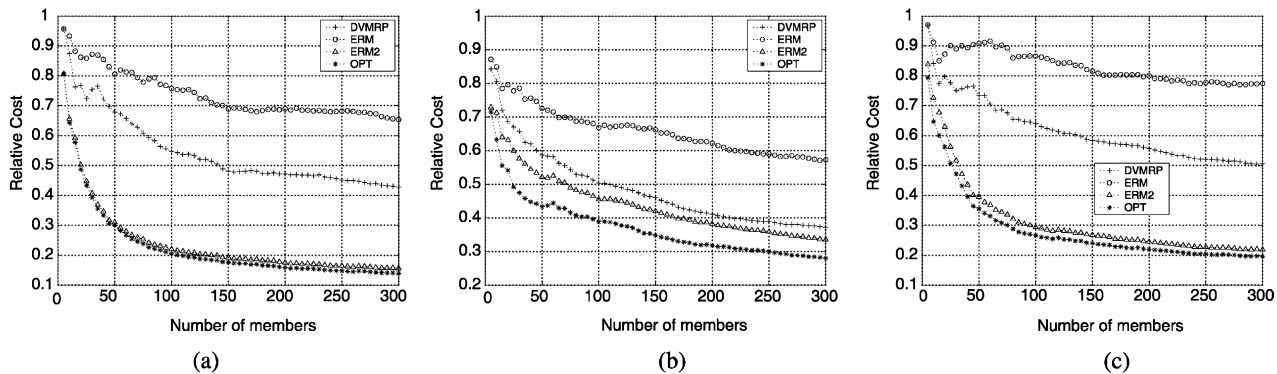 1
0.9
0.8
0.7
0.6
0.5
0.4
0.3
0.2
0.1
Relative Cost
DVMRP
ERM
ERM2
OPT
0 50 100 150 200 250 300
Number of members
(a)
1
0.9
0.8
0.7
0.6
0.5
0.4
0.3
0.2
Relative Cost
DVMRP
ERM
ERM2
OPT
0 50 100 150 200 250 300
Number of members
(b)
1
0.9
0.8
0.7
0.6
0.5
0.4
0.3
0.2
0.1
Relative Cost
DVMRP
ERM
ERM2
OPT
0 50 100 150 200 250 300
Number of members
(c)